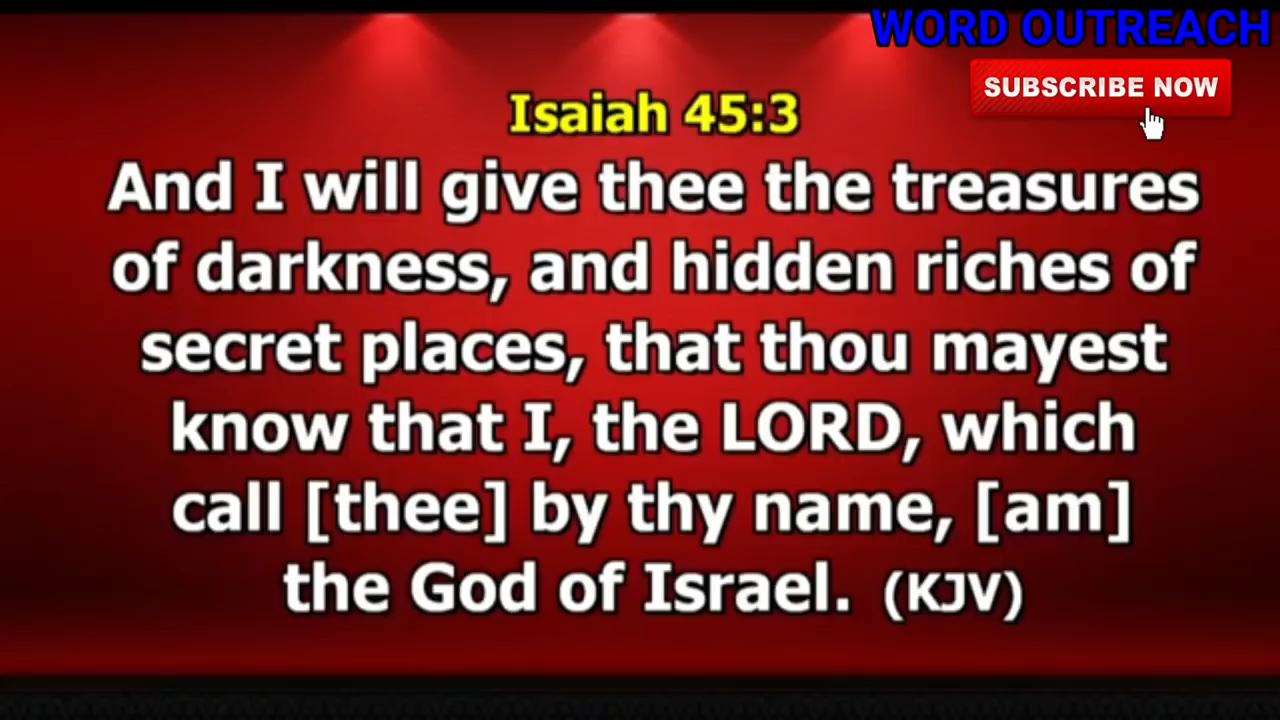 WORD OUTREACH
SUBSCRIBE NOW
Isaiah 45:3
And I will give thee the treasures
of darkness, and hidden riches of
secret places, that thou mayest
know that I, the LORD, which
call [thee] by thy name, [am]
the God of Israel. (KJV)